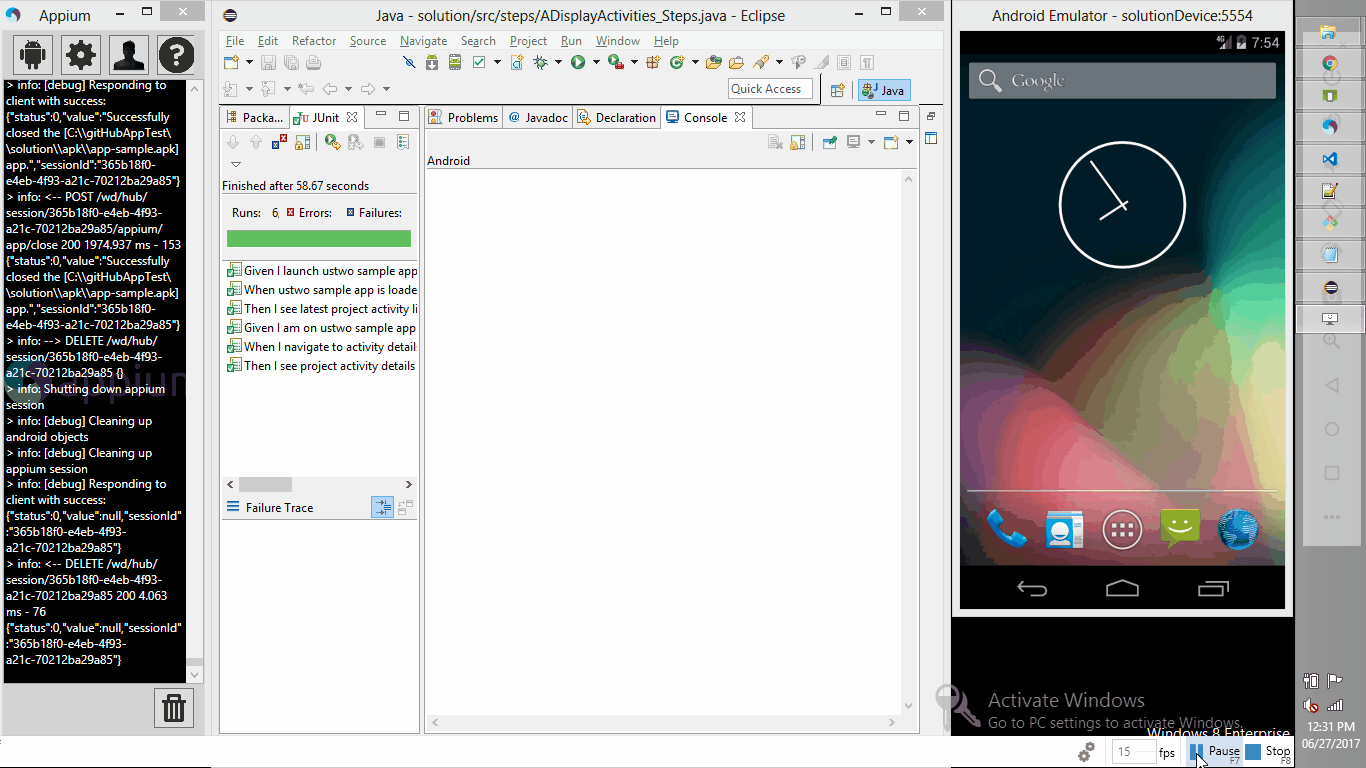 Appium
> info: [debug] Responding to
client with success:
{"status":0,"value":"Successfully
closed the [C:\\gitHubAppTest\
\solution\\apk\\app-sample.apk]
app.","sessionId":"365b18f0-
e4eb-4f93-a21c-70212ba29a85"}
> info: <-- POST /wd/hub/
session/365b18f0-e4eb-4f93-
a21c-70212ba29a85/appium/
app/close 200 1974.937 ms - 153
{"status":0,"value":"Successfully
closed the [C:\\gitHubAppTest\
\solution\\apk\\app-sample.apk]
app.","sessionId":"365b18f0-
e4eb-4f93-a21c-70212ba29a85"}
> info: --> DELETE /wd/hub/
session/365b18f0-e4eb-4f93-
a21c-70212ba29a85 {}
> info: Shutting down appium
session
> info: [debug] Cleaning up
android objects
> info: [debug] Cleaning up
appium session
> info: [debug] Responding to
client with success:
{"status":0,"value":null,"sessionId"
:"365b18f0-e4eb-4f93-
a21c-70212ba29a85"}
> info: <-- DELETE /wd/hub/
session/365b18f0-e4eb-4f93-
a21c-70212ba29a85 200 4.063
ms - 76
{"status":0,"value":null,"sessionId"
:"365b18f0-e4eb-4f93-
a21c-70212ba29a85"}
Java - solution/src/steps/ADisplayActivities_Steps.java - Eclipse
File Edit Refactor Source Navigate Search Project Run Window Help
Quick Access
Java
Packa...
JUnit
Finished after 58.67 seconds
Runs: 6, Errors: Failures:
Given I launch ustwo sample app
When ustwo sample app is loade
Then I see latest project activity li
Given I am on ustwo sample app
When I navigate to activity detail
Then I see project activity details
Failure Trace
Problems @ Javadoc Declaration Console
Android
Android Emulator - solutionDevice:5554
4G 7:54
Google
Activate Windows
Go to PC settings to activate Windows.
Windows 8 Enterprise
15 fps
Pause
F7
Stop
F8
12:31 PM
06/27/2017